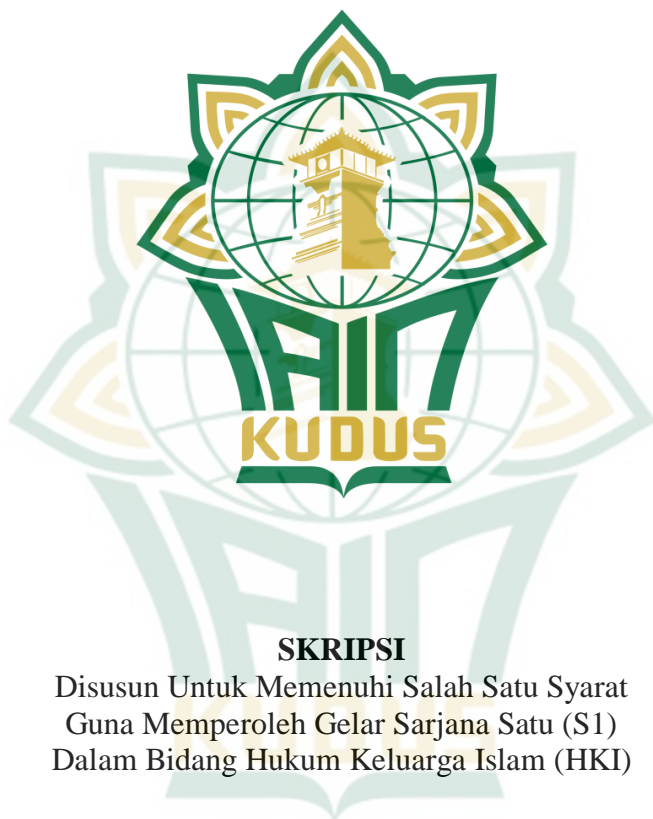 IAIN
KUDUS
SKRIPSI
Disusun Untuk Memenuhi Salah Satu Syarat
Guna Memperoleh Gelar Sarjana Satu (S1)
Dalam Bidang Hukum Keluarga Islam (HKI)